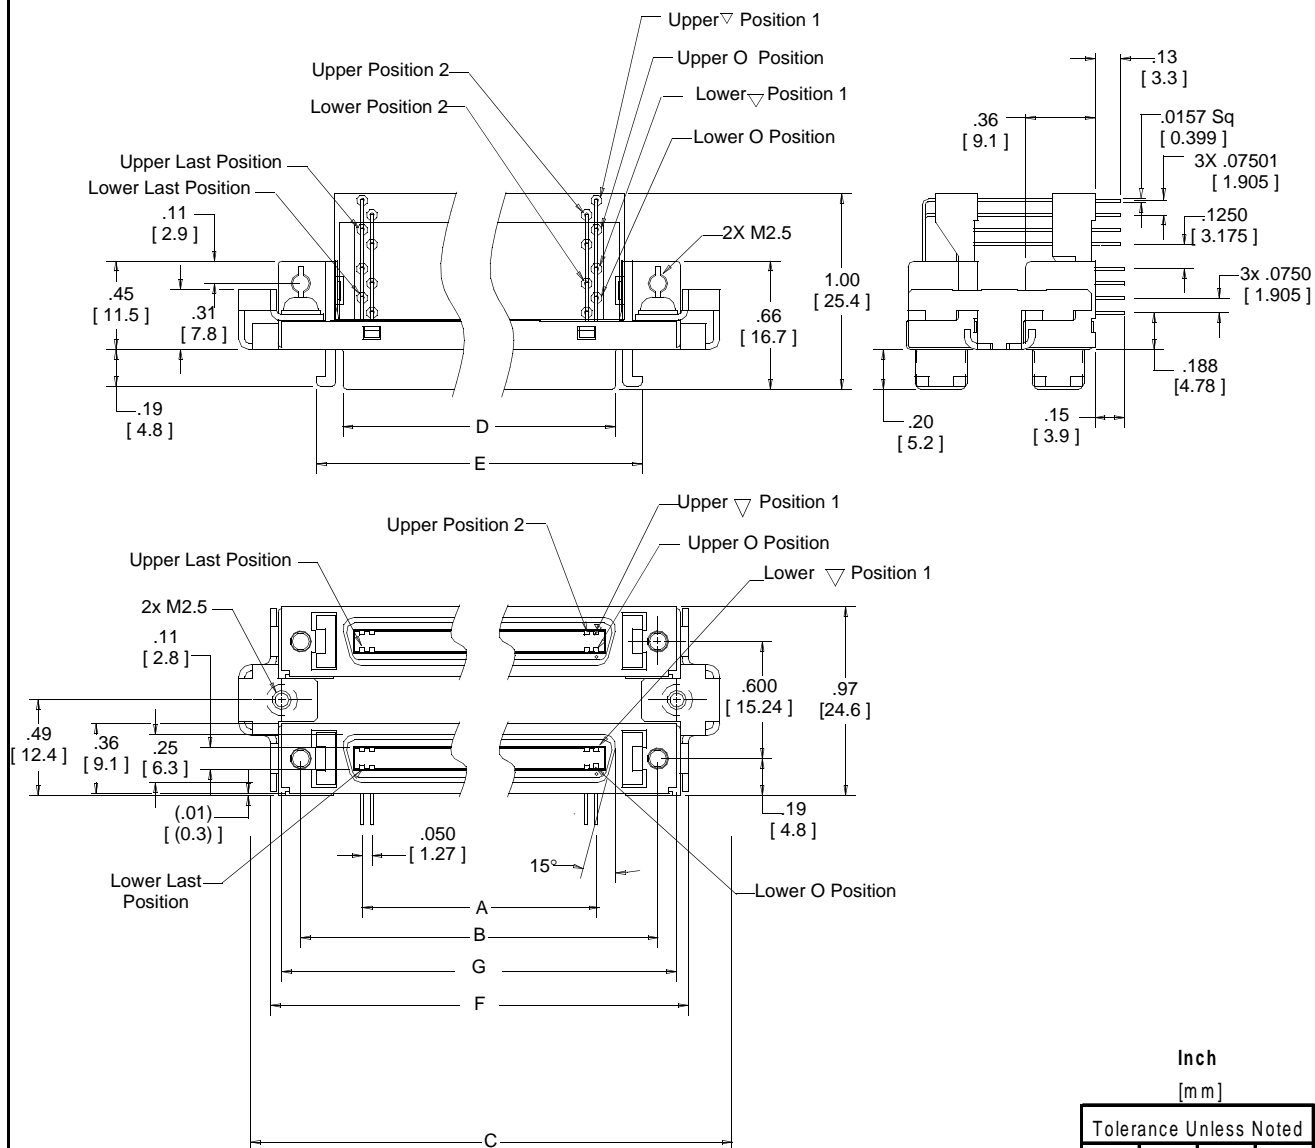 Upper ▽ Position 1
Upper O Position
Lower ▽ Position 1
Lower O Position
Upper Position 2
Lower Position 2
Upper Last Position
Lower Last Position
.11
[ 2.9 ]
.45
[ 11.5 ]
.31
[ 7.8 ]
.19
[ 4.8 ]
2X M2.5
1.00
[ 25.4 ]
.66
[ 16.7 ]
D
E
.13
[ 3.3 ]
.36
[ 9.1 ]
.0157 Sq
[ 0.399 ]
3X .07501
[ 1.905 ]
.1250
[ 3.175 ]
3x .0750
[ 1.905 ]
.188
[4.78 ]
.20
[ 5.2 ]
.15
[ 3.9 ]
Upper ▽ Position 1
Upper Position 2
Upper O Position
Upper Last Position
Lower ▽ Position 1
2x M2.5
.11
[ 2.8 ]
.600
[ 15.24 ]
.97
[24.6 ]
.49
[ 12.4 ]
.36
[ 9.1 ]
.25
[ 6.3 ]
(.01)
[ (0.3) ]
.19
[ 4.8 ]
.050
[ 1.27 ]
15°
Lower Last
Position
Lower O Position
A
B
G
F
C
Inch
[mm]
Tolerance Unless Noted